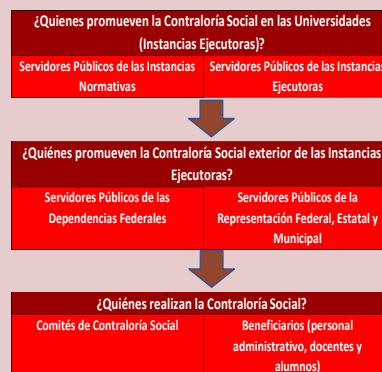 ¿Quienes promueven la Contraloría Social en las Universidades
(Instancias Ejecutoras)?
Servidores Públicos de las Instancias
Normativas
Servidores Públicos de las Instancias
Ejecutoras
¿Quiénes promueven la Contraloría Social exterior de las Instancias
Ejecutoras?
Servidores Públicos de las
Dependencias Federales
Servidores Públicos de la
Representación Federal, Estatal y
Municipal
¿Quiénes realizan la Contraloría Social?
Comités de Contraloría Social
Beneficiarios (personal
administrativo, docentes y
alumnos)